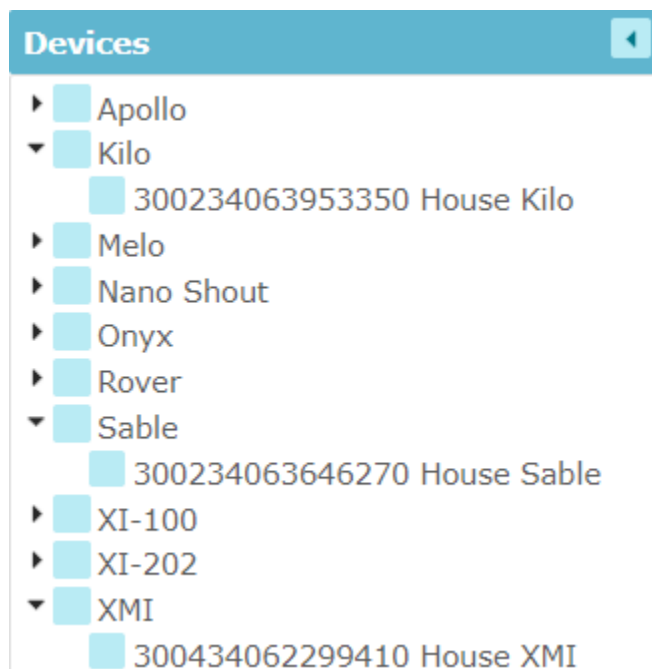 Devices
Apollo
Kilo
300234063953350 House Kilo
Melo
Nano Shout
Onyx
Rover
Sable
300234063646270 House Sable
XI-100
XI-202
XMI
300434062299410 House XMI